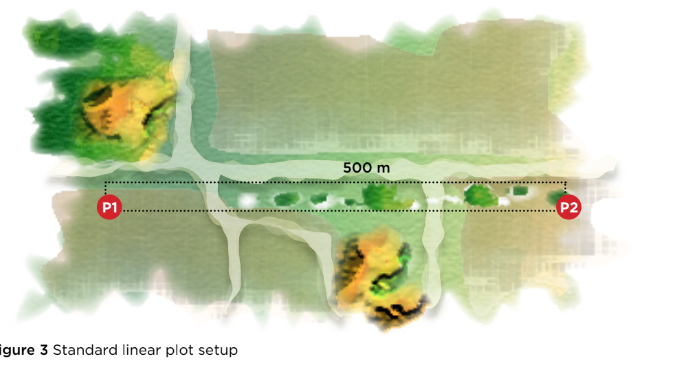 500 m
P1
P2
igure 3 Standard linear plot setup